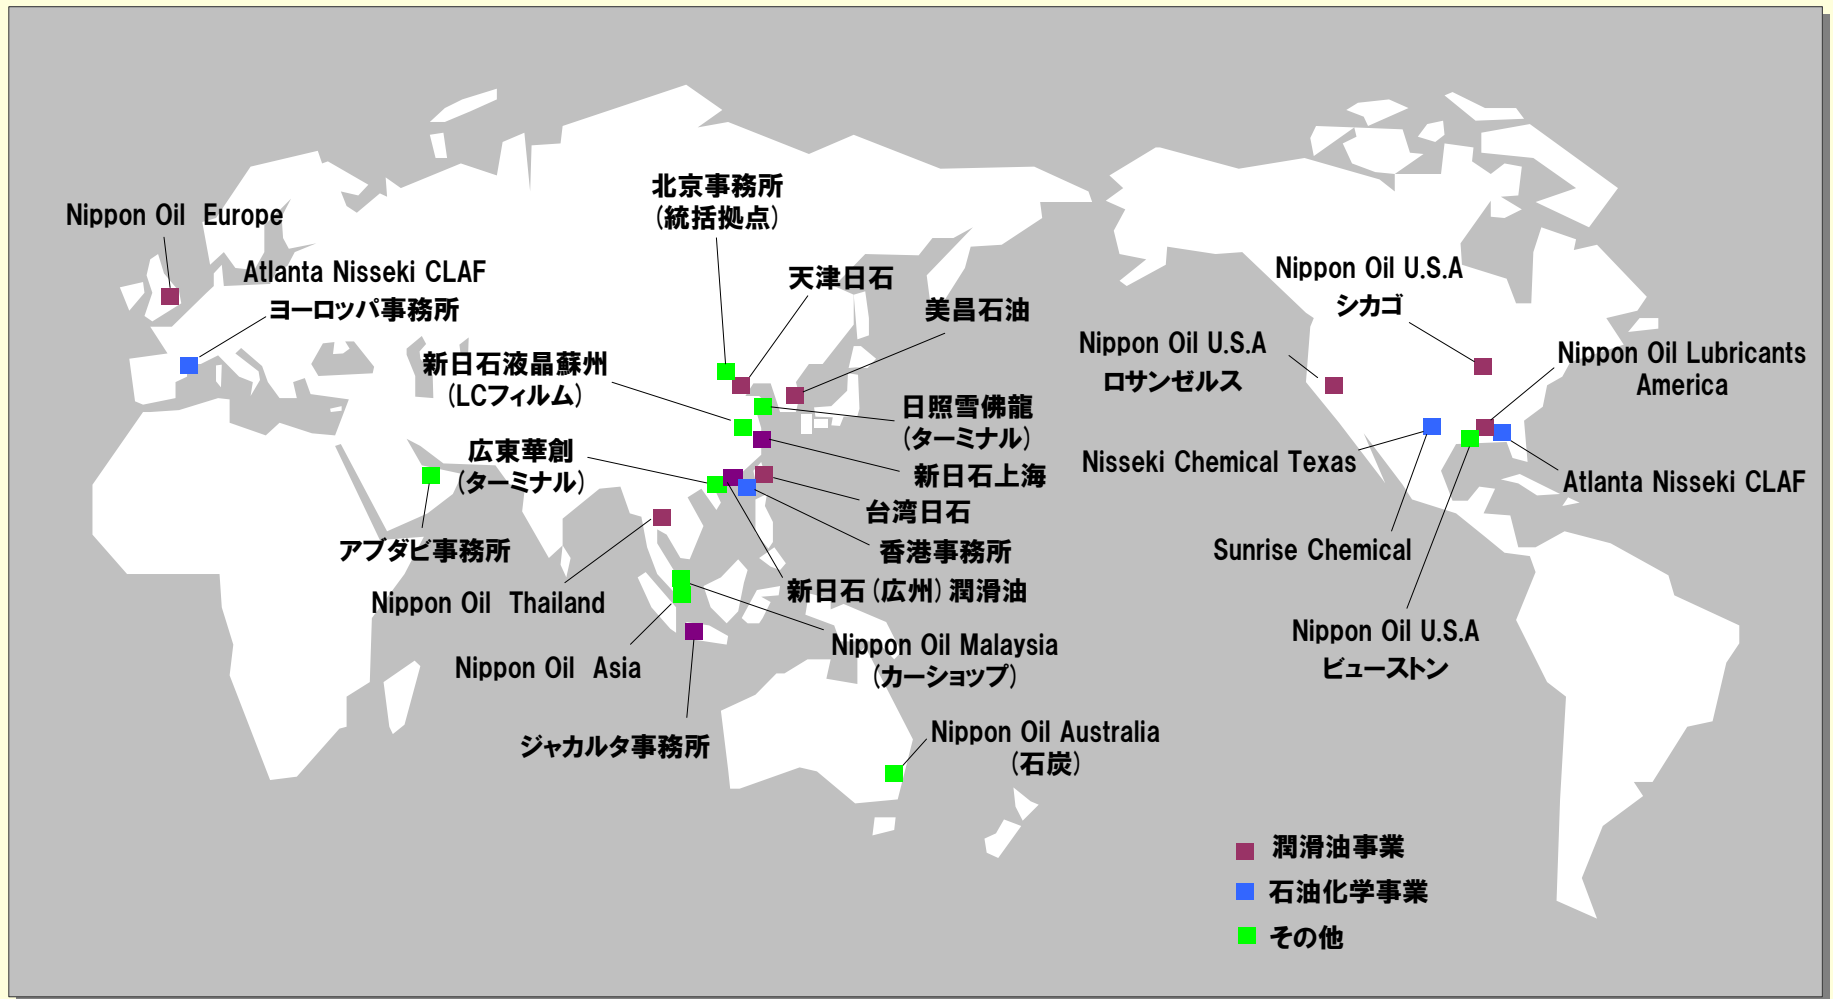 Nippon Oil Europe
Atlanta Nisseki CLAF
ヨーロッパ事務所
北京事務所
(統括拠点)
天津日石
美昌石油
新日石液晶蘇州
(LCフィルム)
日照雪佛龍
(ターミナル)
広東華創
(ターミナル)
新日石上海
台湾日石
アブダビ事務所
香港事務所
新日石(広州)潤滑油
Nippon Oil Thailand
Nippon Oil Malaysia
(カーショップ)
Nippon Oil Asia
ジャカルタ事務所
Nippon Oil Australia
(石炭)
Nippon Oil U.S.A
シカゴ
Nippon Oil U.S.A
ロサンゼルス
Nippon Oil Lubricants
America
Nisseki Chemical Texas
Atlanta Nisseki CLAF
Sunrise Chemical
Nippon Oil U.S.A
ビューストン
潤滑油事業
石油化学事業
その他